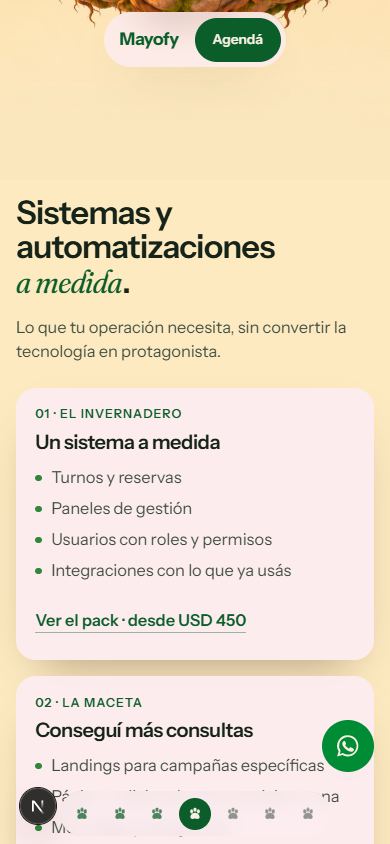 Mayofy
Agendá
Sistemas y
automatizaciones
a medida.
Lo que tu operación necesita, sin convertir la
tecnología en protagonista.
01 · EL INVERNADERO
Un sistema a medida
Turnos y reservas
Paneles de gestión
Usuarios con roles y permisos
Integraciones con lo que ya usás
Ver el pack · desde USD 450
02 · LA MACETA
Conseguí más consultas
Landings para campañas específicas
N